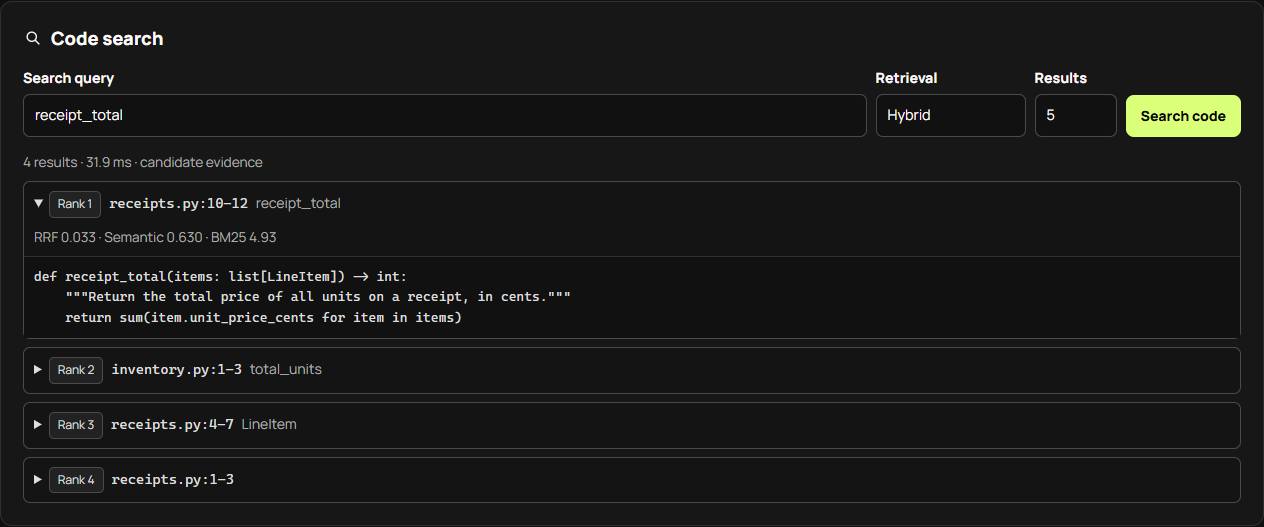 Code search
Search query Retrieval Results
receipt_total Hybrid 5 Search code
4 results · 31.9 ms · candidate evidence
Rank 1 receipts.py:10–12 receipt_total
RRF 0.033 · Semantic 0.630 · BM25 4.93
def receipt_total(items: list[LineItem]) -> int:
    """Return the total price of all units on a receipt, in cents."""
    return sum(item.unit_price_cents for item in items)
Rank 2 inventory.py:1–3 total_units
Rank 3 receipts.py:4–7 LineItem
Rank 4 receipts.py:1–3